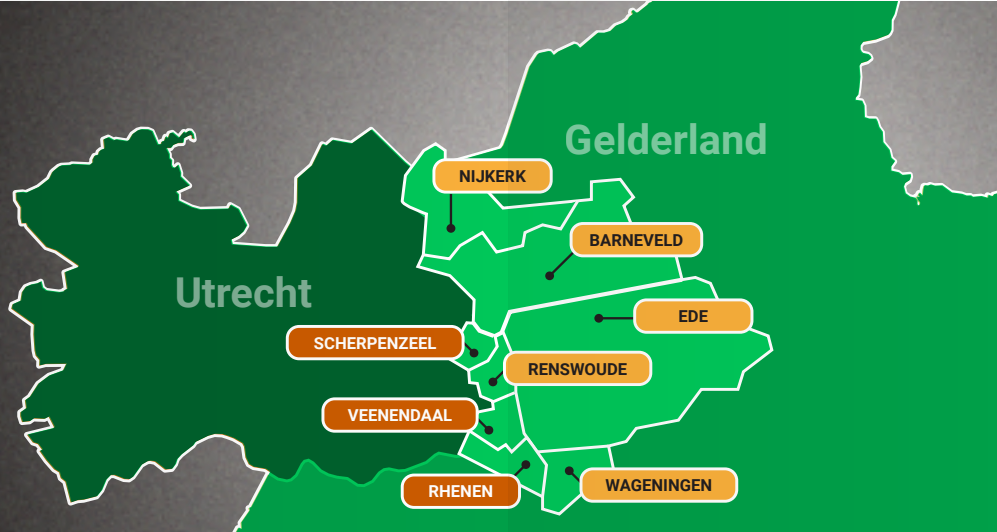 Gelderland
NIJKERK
BARNEVELD
Utrecht
EDE
SCHERPENZEEL
RENSWOUDE
VEENENDAAL
RHENEN
WAGENINGEN